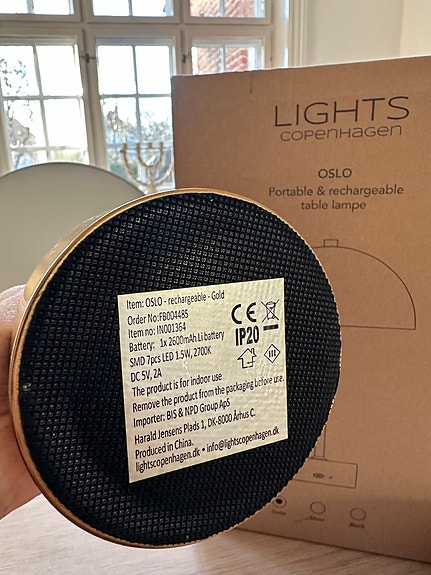 LIGHTS
COPENHAGEN
OSLO
Portable & rechargeable
table lampe
Item: OSLO - rechargeable - Gold
Order No:FB004485
Item no: IN001364
Battery: 1x 2600mAh Li battery
SMD 7pcs LED 1.5W, 2700K
DC 5V, 2A
The product is for indoor use
Remove the product from the packaging before use.
Importer: BIS & NPD Group ApS
Harald Jensens Plads 1, DK-8000 Århus C.
Produced in China.
lightscopenhagen.dk • info@lightscopenhagen.dk
CE
IP20